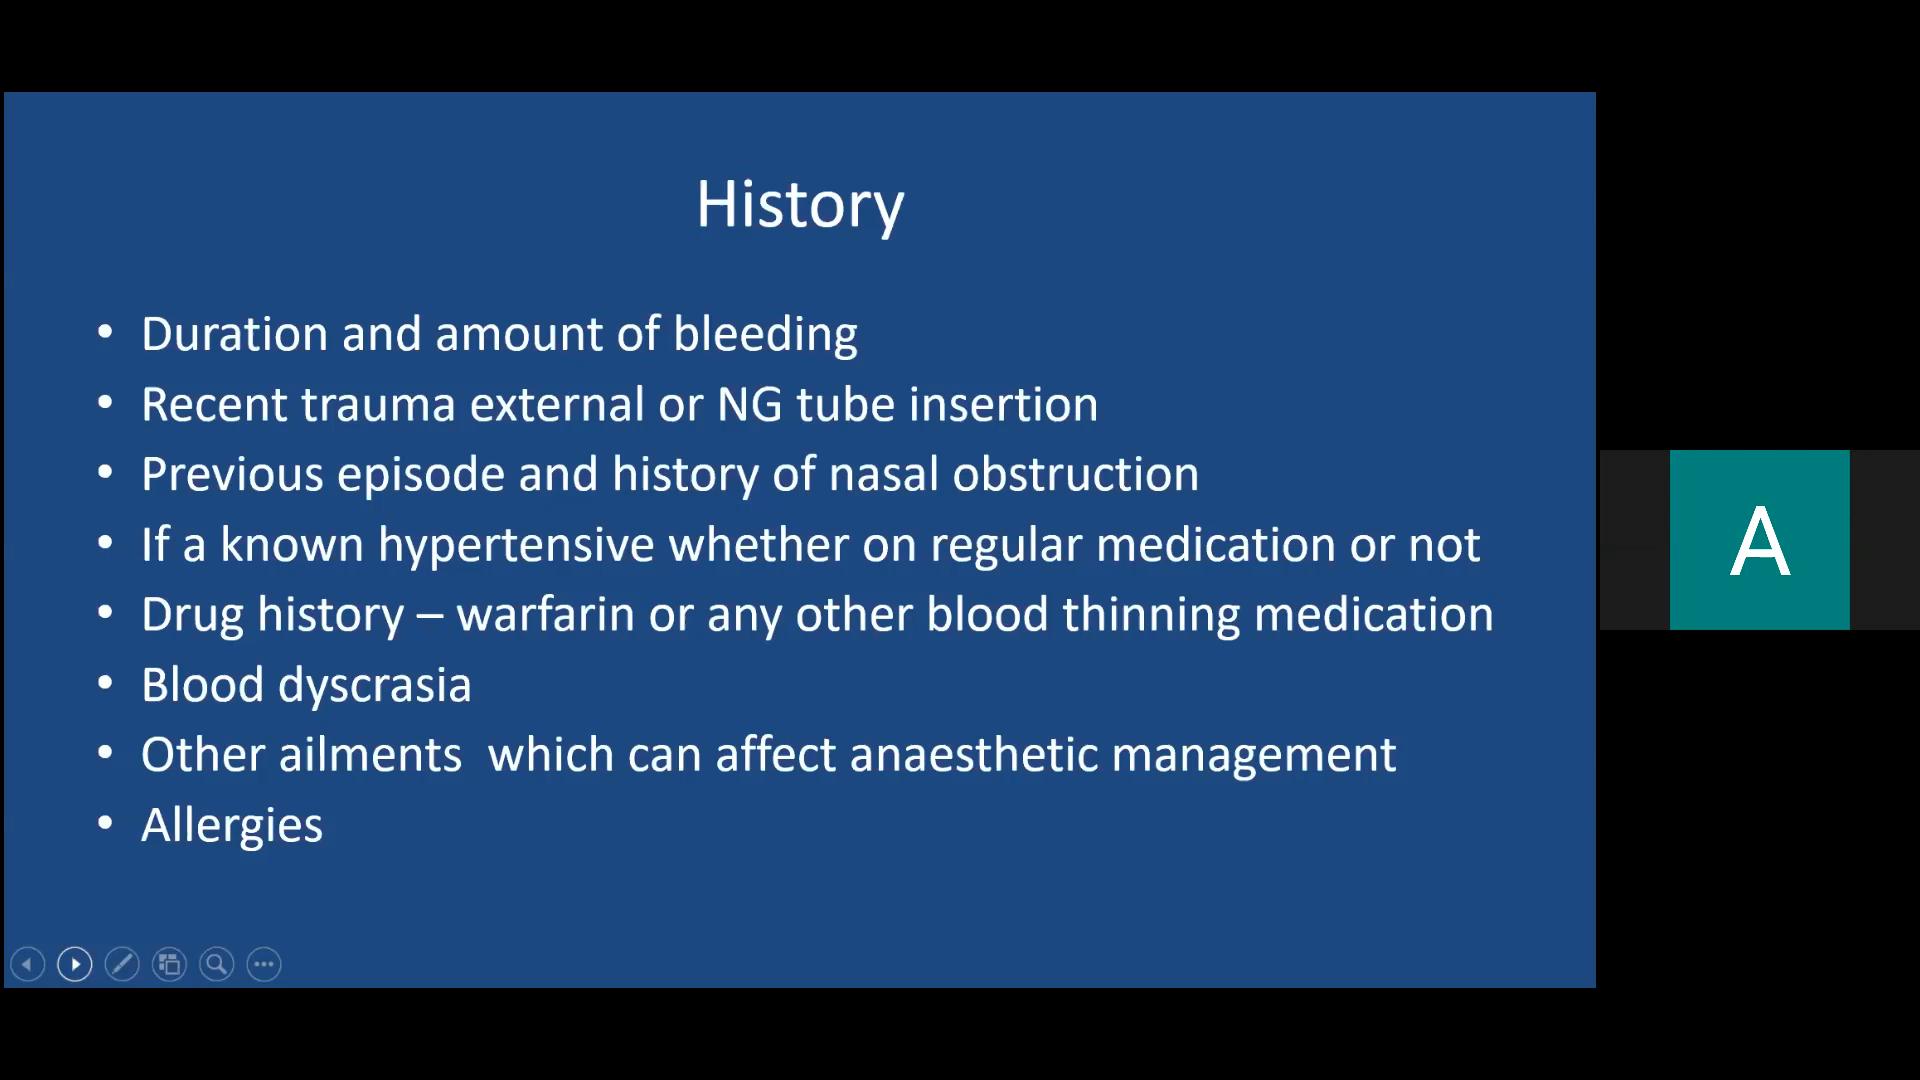 History
• Duration and amount of bleeding
• Recent trauma external or NG tube insertion
• Previous episode and history of nasal obstruction
• If a known hypertensive whether on regular medication or not
• Drug history – warfarin or any other blood thinning medication
• Blood dyscrasia
• Other ailments  which can affect anaesthetic management
• Allergies
A